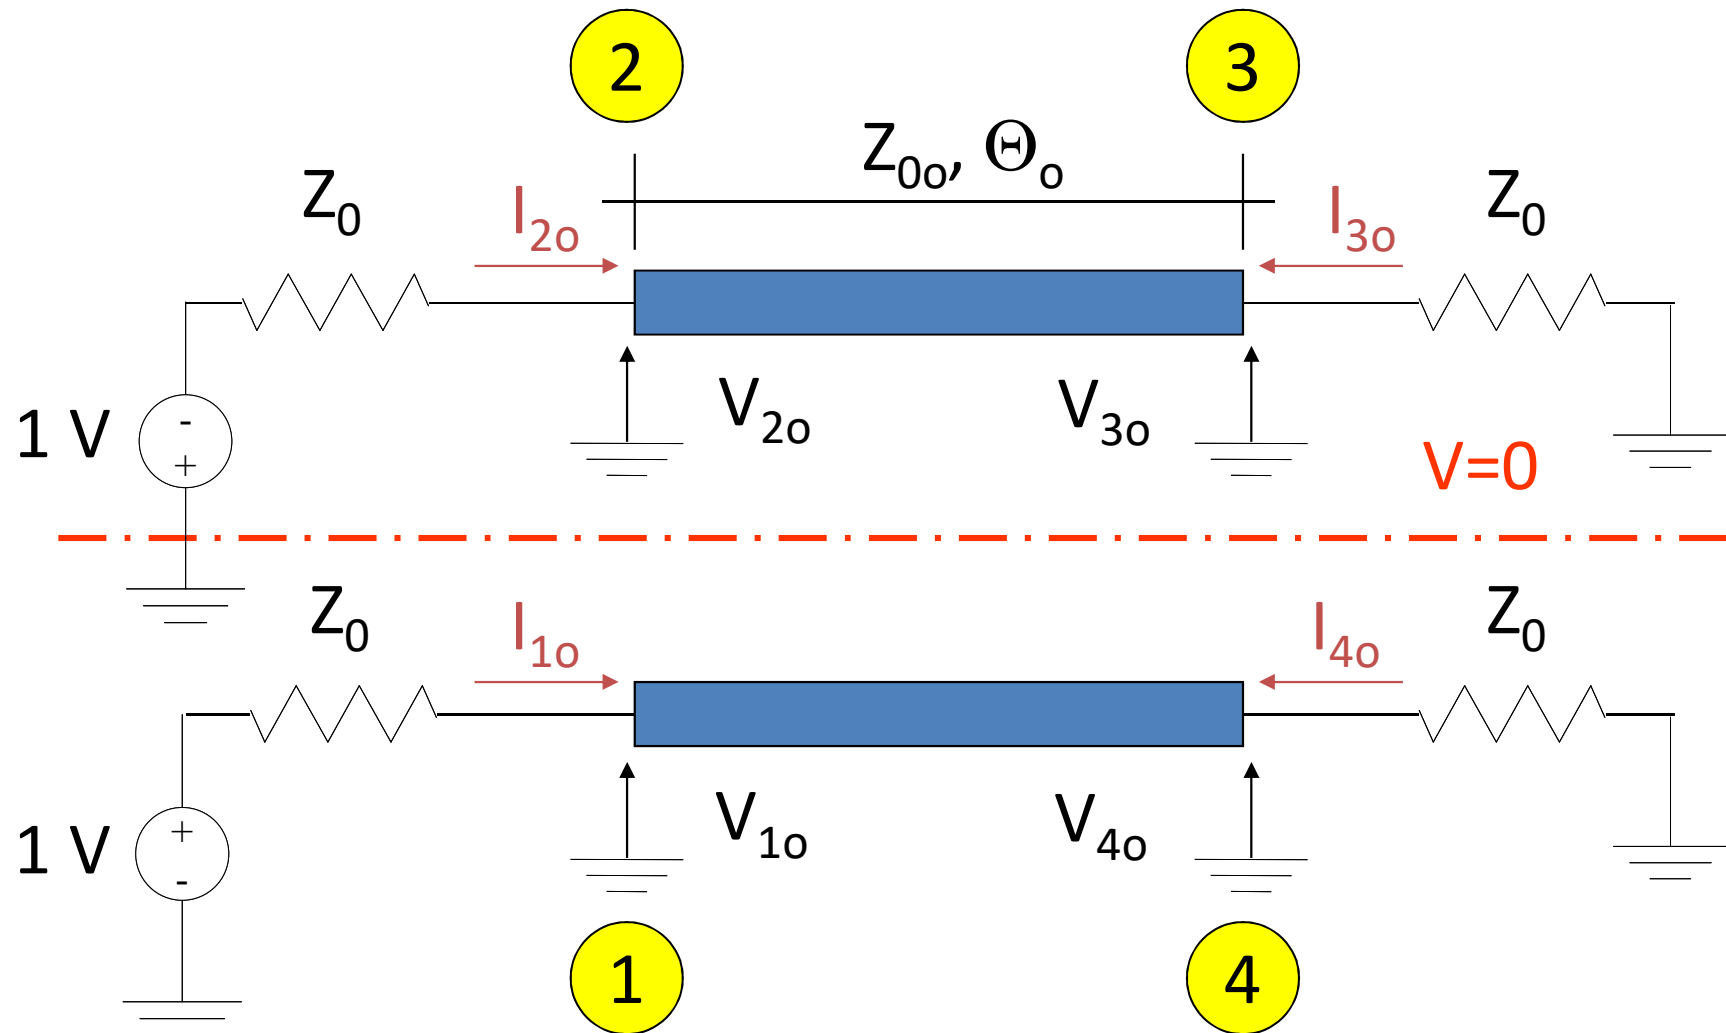 2
3
Z0o, Θo
Z0
I2o
I3o
Z0
1 V
-
+
V2o
V3o
V=0
Z0
I1o
I4o
Z0
1 V
+
-
V1o
V4o
1
4